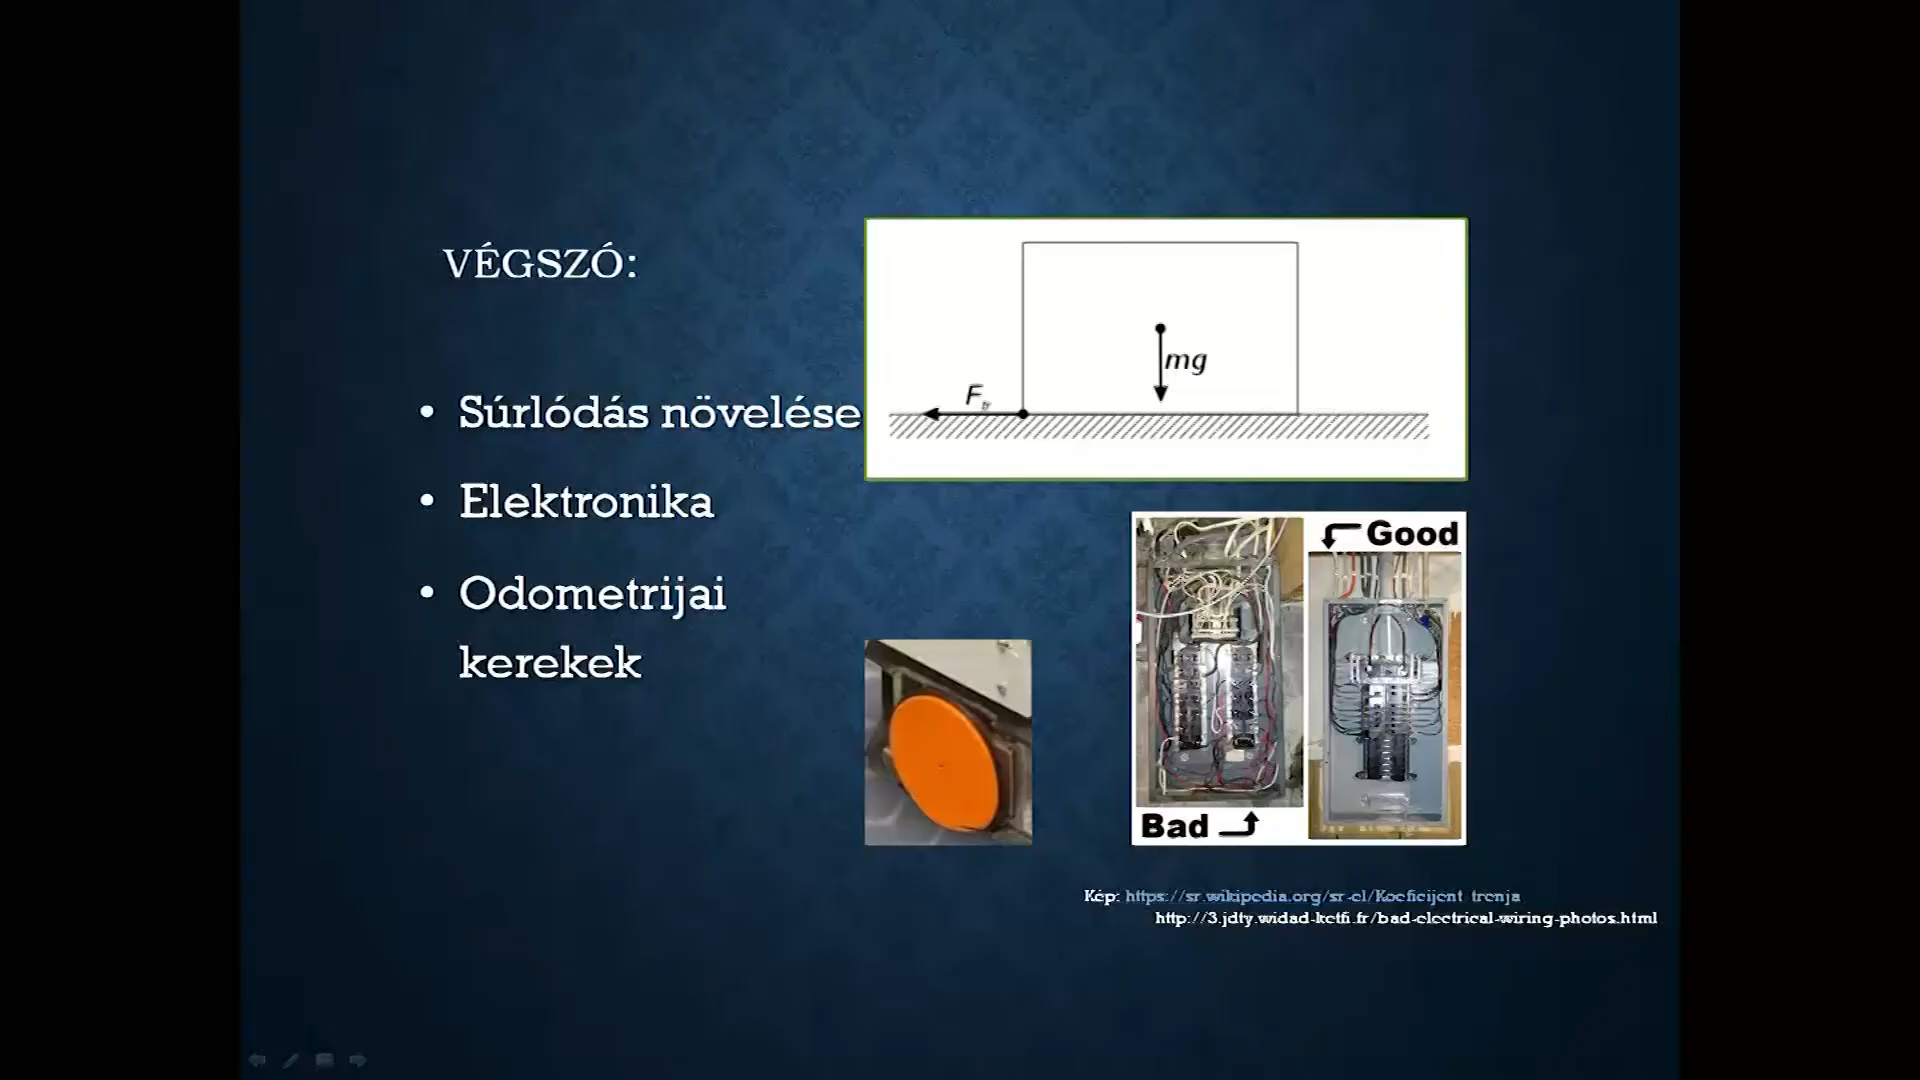 VÉGSZÓ:
• Súrlódás növelése
• Elektronika
• Odometrijai
kerekek
mg
F tr
Good
Bad
Kép: https://sr.wikipedia.org/sr-el/Koeficijent_trenja
http://3.jdty.widad-ketfi.fr/bad-electrical-wiring-photos.html